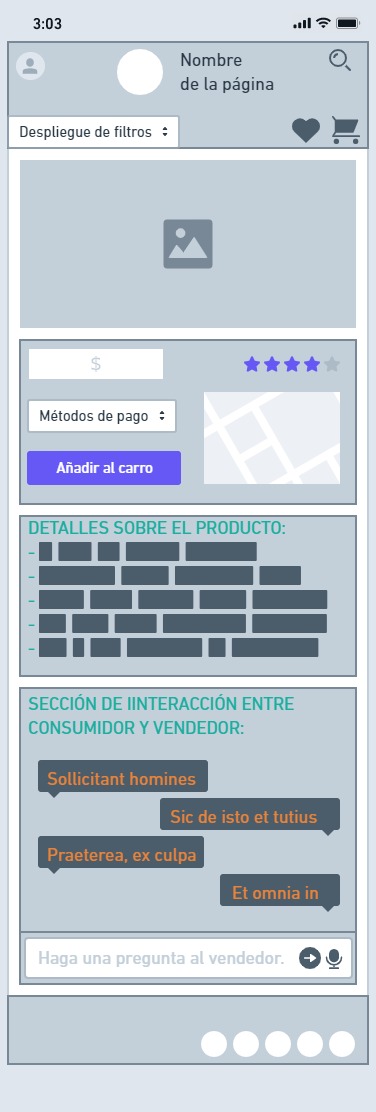 3:03
Nombre
de la página
Despliegue de filtros
$
Métodos de pago
Añadir al carro
DETALLES SOBRE EL PRODUCTO:
-
-
-
-
-
SECCIÓN DE IINTERACCIÓN ENTRE
CONSUMIDOR Y VENDEDOR:
Sollicitant homines
Sic de isto et tutius
Praeterea, ex culpa
Et omnia in
Haga una pregunta al vendedor.